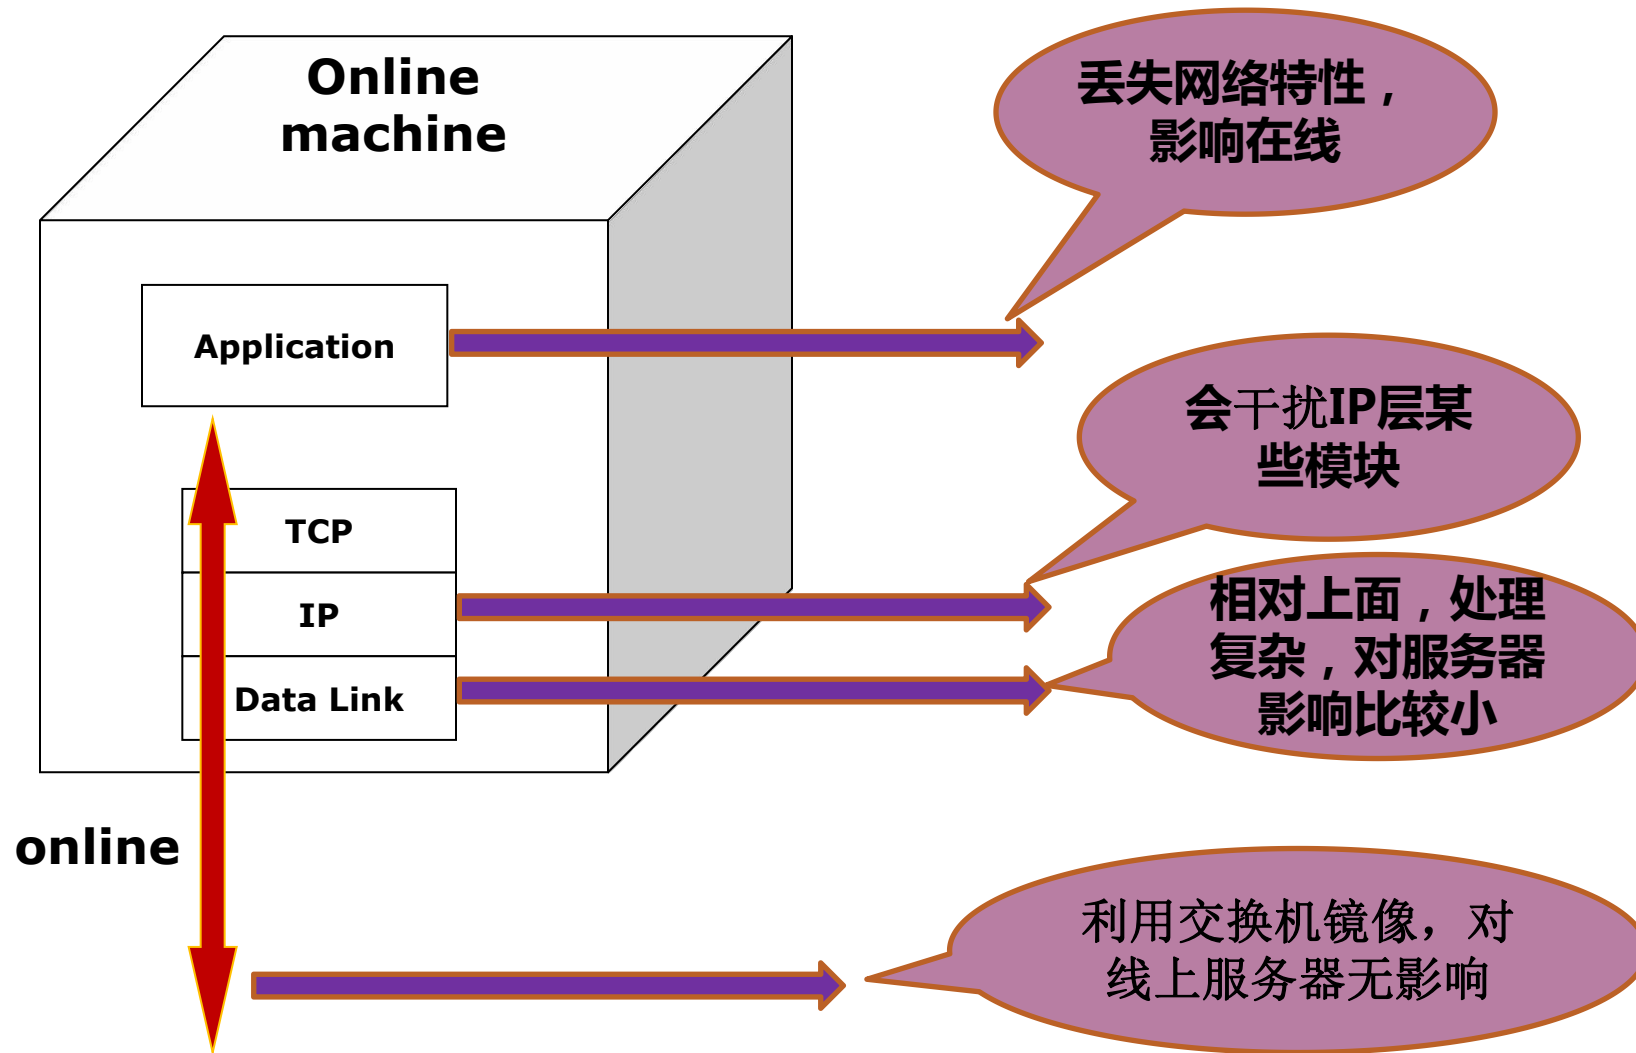 Online
machine
丢失网络特性，
影响在线
Application
会干扰IP层某
些模块
TCP
IP
Data Link
相对上面，处理
复杂，对服务器
影响比较小
online
利用交换机镜像，对
线上服务器无影响